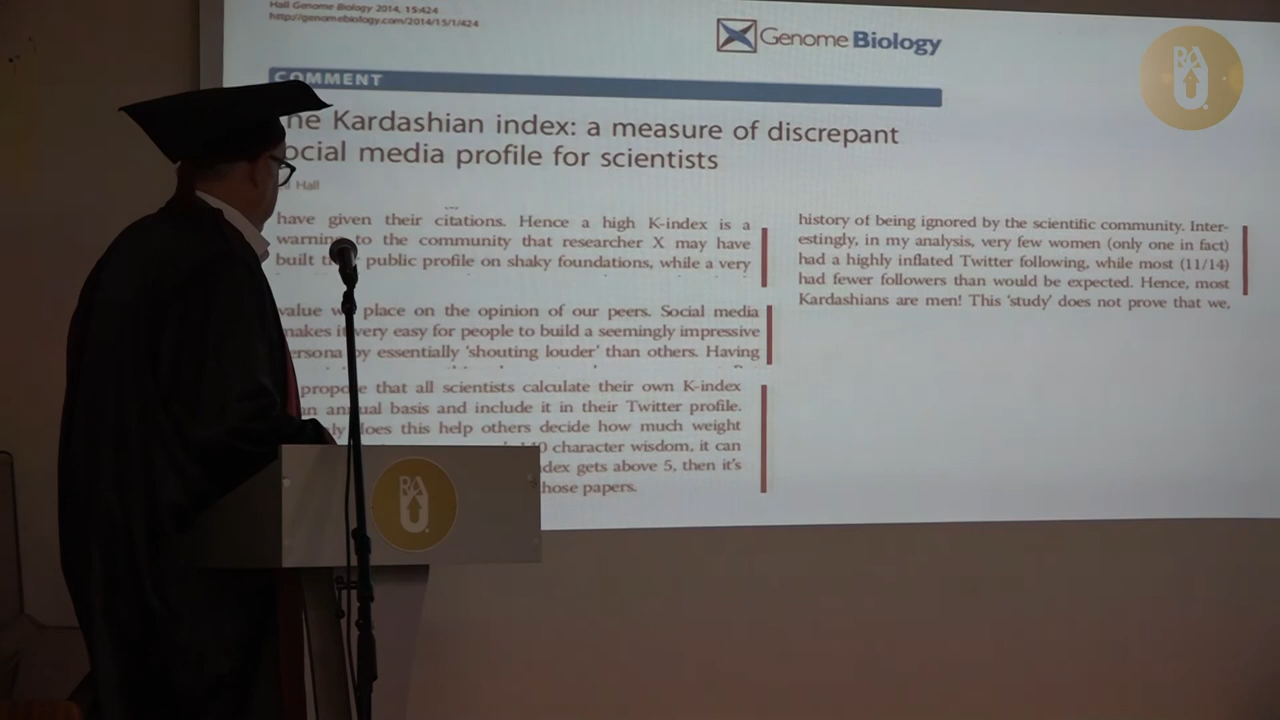 Hall Genome Biology 2014, 15:424
http://genomebiology.com/2014/15/1/424
Genome Biology
COMMENT
he Kardashian index: a measure of discrepant
ocial media profile for scientists
Hall
have given their citations. Hence a high K-index is a
warning to the community that researcher X may have
built public profile on shaky foundations, while a very
value place on the opinion of our peers. Social media
makes it very easy for people to build a seemingly impressive
ersona by essentially ‘shouting louder’ than others. Having
propose that all scientists calculate their own K-index
an annual basis and include it in their Twitter profile.
does this help others decide how much weight
character wisdom, it can
dex gets above 5, then it’s
hose papers.
history of being ignored by the scientific community. Inter-
estingly, in my analysis, very few women (only one in fact)
had a highly inflated Twitter following, while most (11/14)
had fewer followers than would be expected. Hence, most
Kardashians are men! This ‘study’ does not prove that we,
RAU
RAU